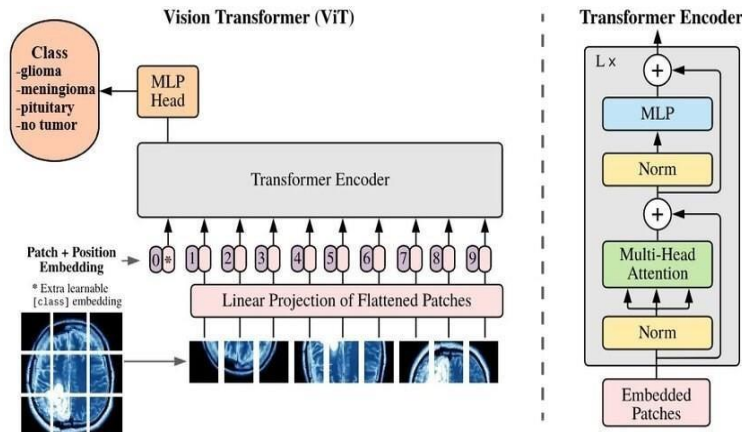 Vision Transformer (ViT)
Class
-glioma
-meningioma
-pituitary
-no tumor
MLP
Head
Transformer Encoder
Patch + Position
Embedding
0 * 1 2 3 4 5 6 7 8 9
* Extra learnable
[class] embedding
Linear Projection of Flattened Patches
Transformer Encoder
L x
+
MLP
Norm
+
Multi-Head
Attention
Norm
Embedded
Patches